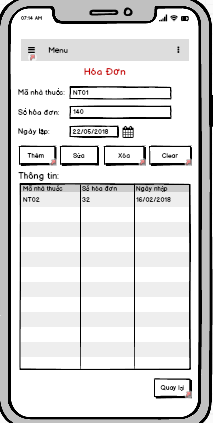 07:14 AM
Menu
Hóa Đơn
Mã nhà thuốc: NT01
Số hóa đơn: 140
Ngày lập: 22/05/2018
Thêm Sửa Xóa Clear
Thông tin:
Mã nhà thuốc Số hóa đơn Ngày nhập
NT02 32 16/02/2018
Quay lại